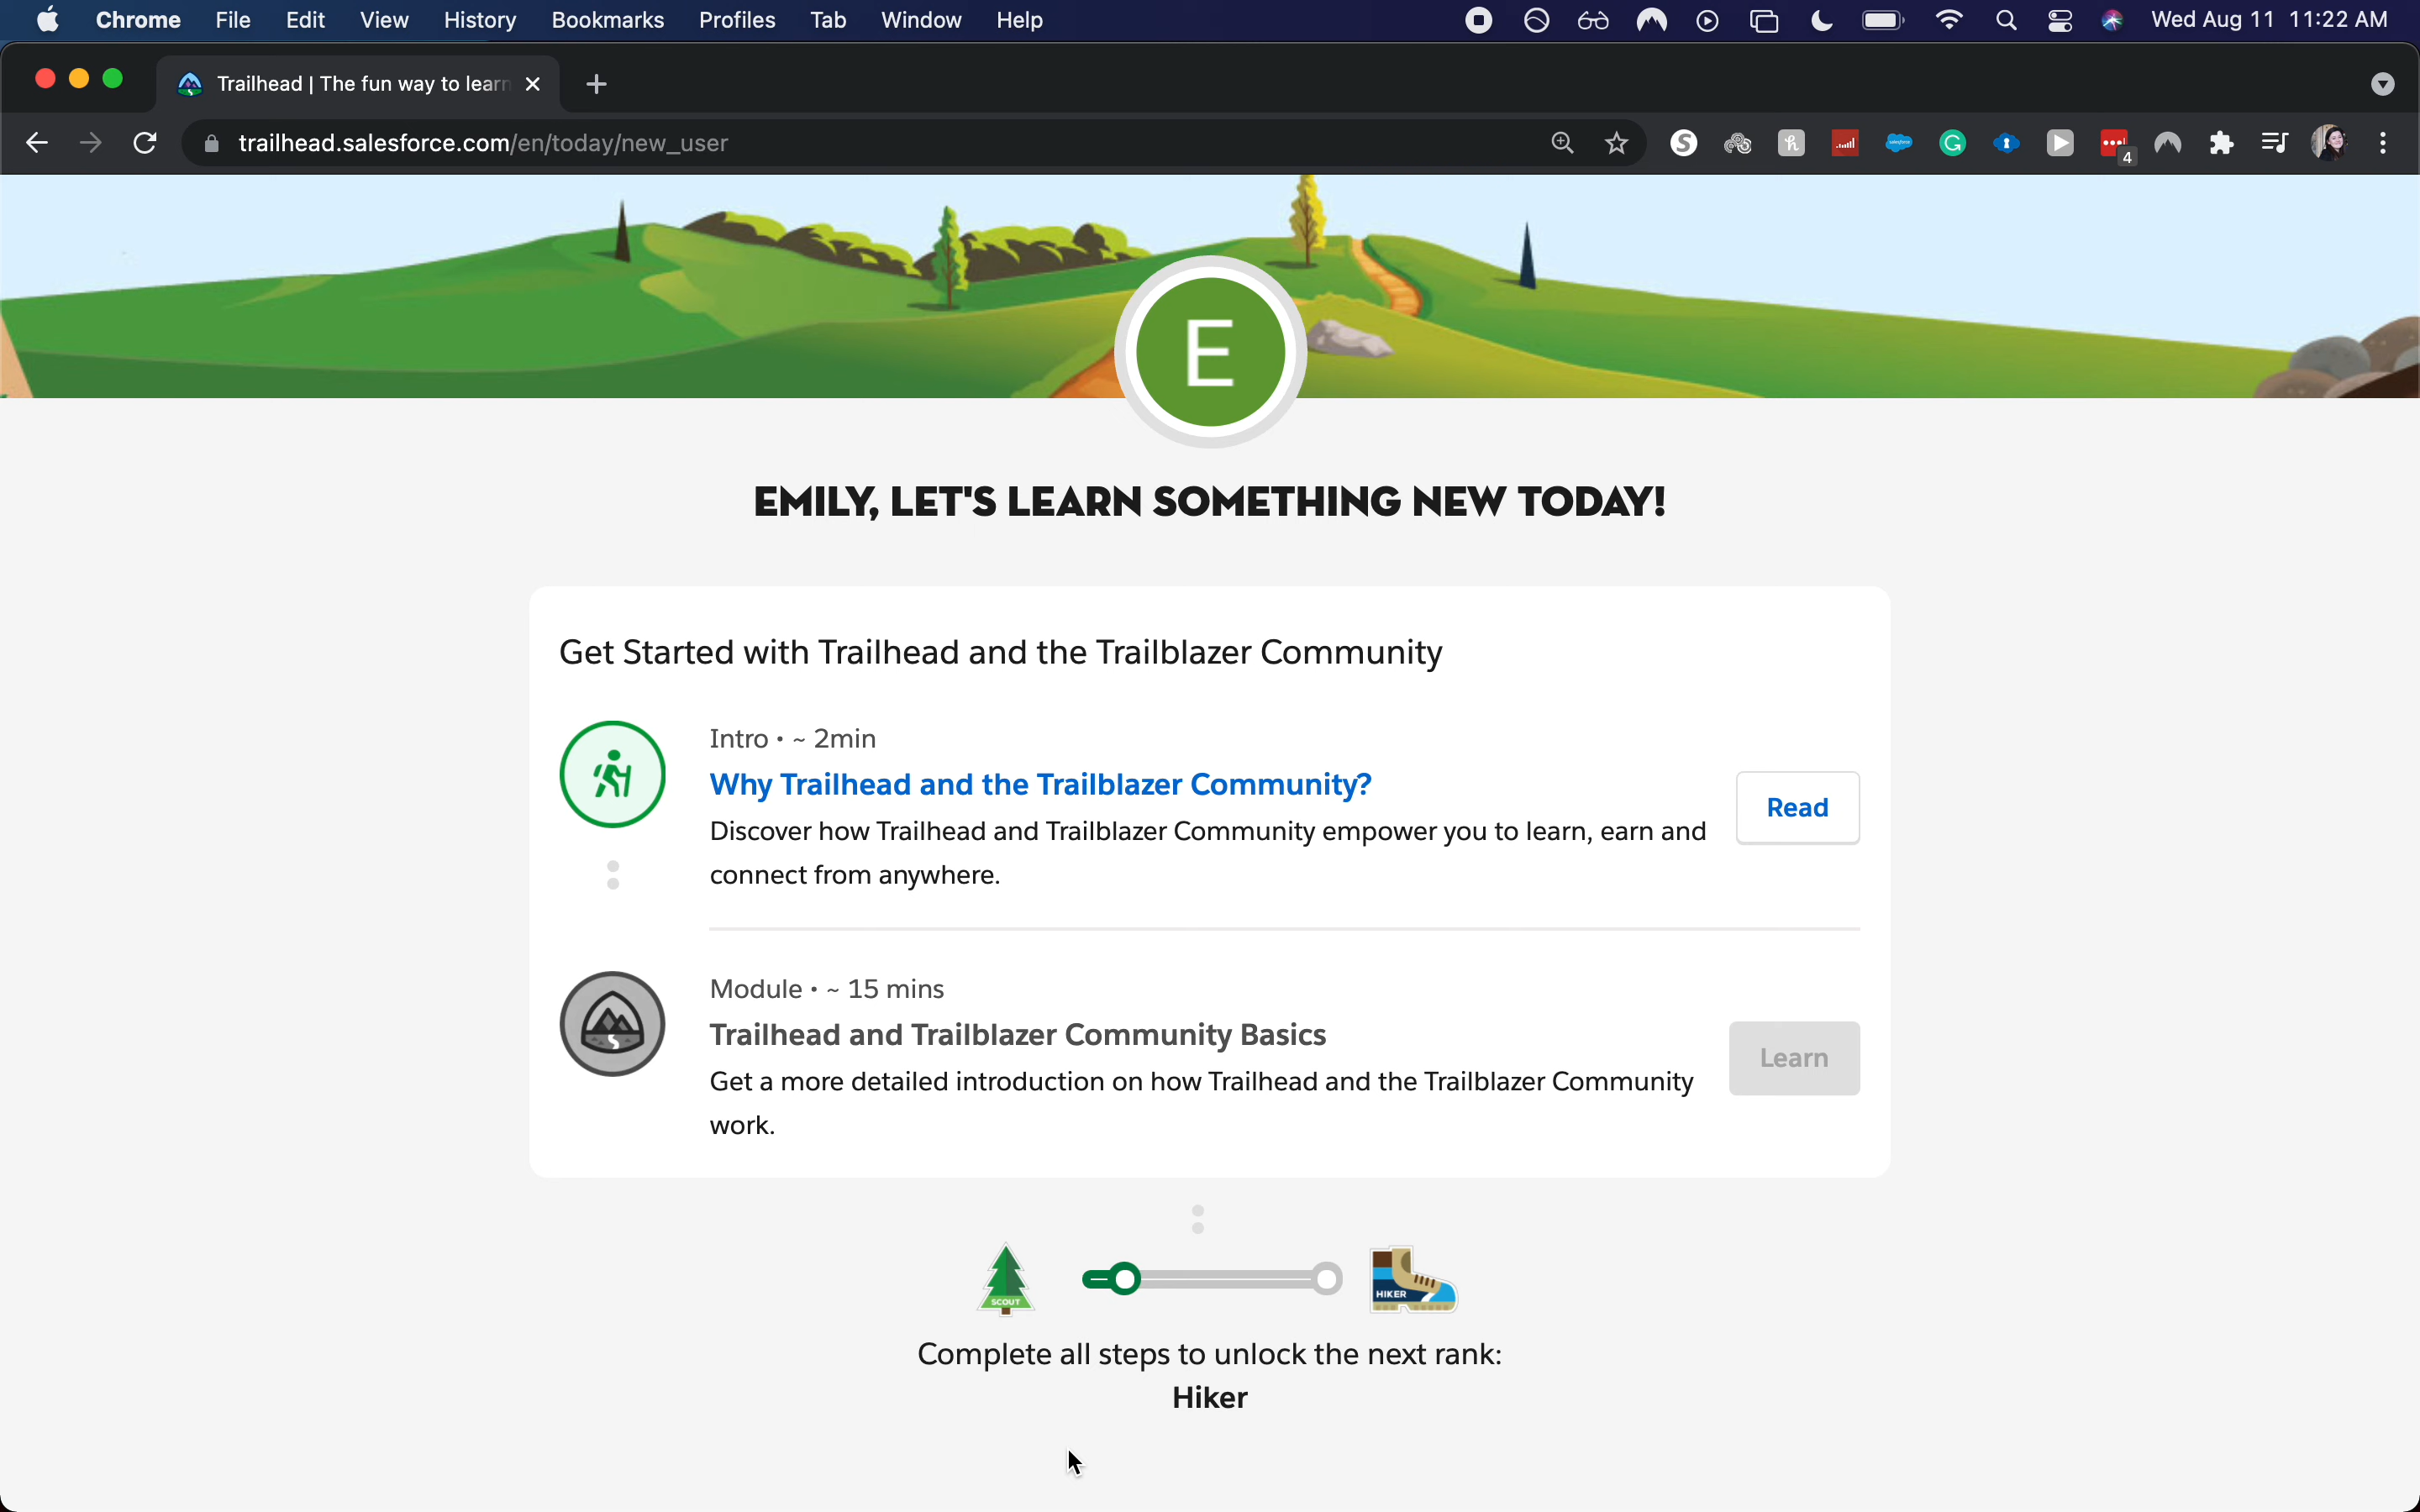 Chrome File Edit View History Bookmarks Profiles Tab Window Help Wed Aug 11 11:22 AM
Trailhead | The fun way to learn
trailhead.salesforce.com/en/today/new_user
4
E
EMILY, LET'S LEARN SOMETHING NEW TODAY!
Get Started with Trailhead and the Trailblazer Community
Intro • ~ 2min
Why Trailhead and the Trailblazer Community?
Read
Discover how Trailhead and Trailblazer Community empower you to learn, earn and
connect from anywhere.
Module • ~ 15 mins
Trailhead and Trailblazer Community Basics
Learn
Get a more detailed introduction on how Trailhead and the Trailblazer Community
work.
SCOUT
HIKER
Complete all steps to unlock the next rank:
Hiker